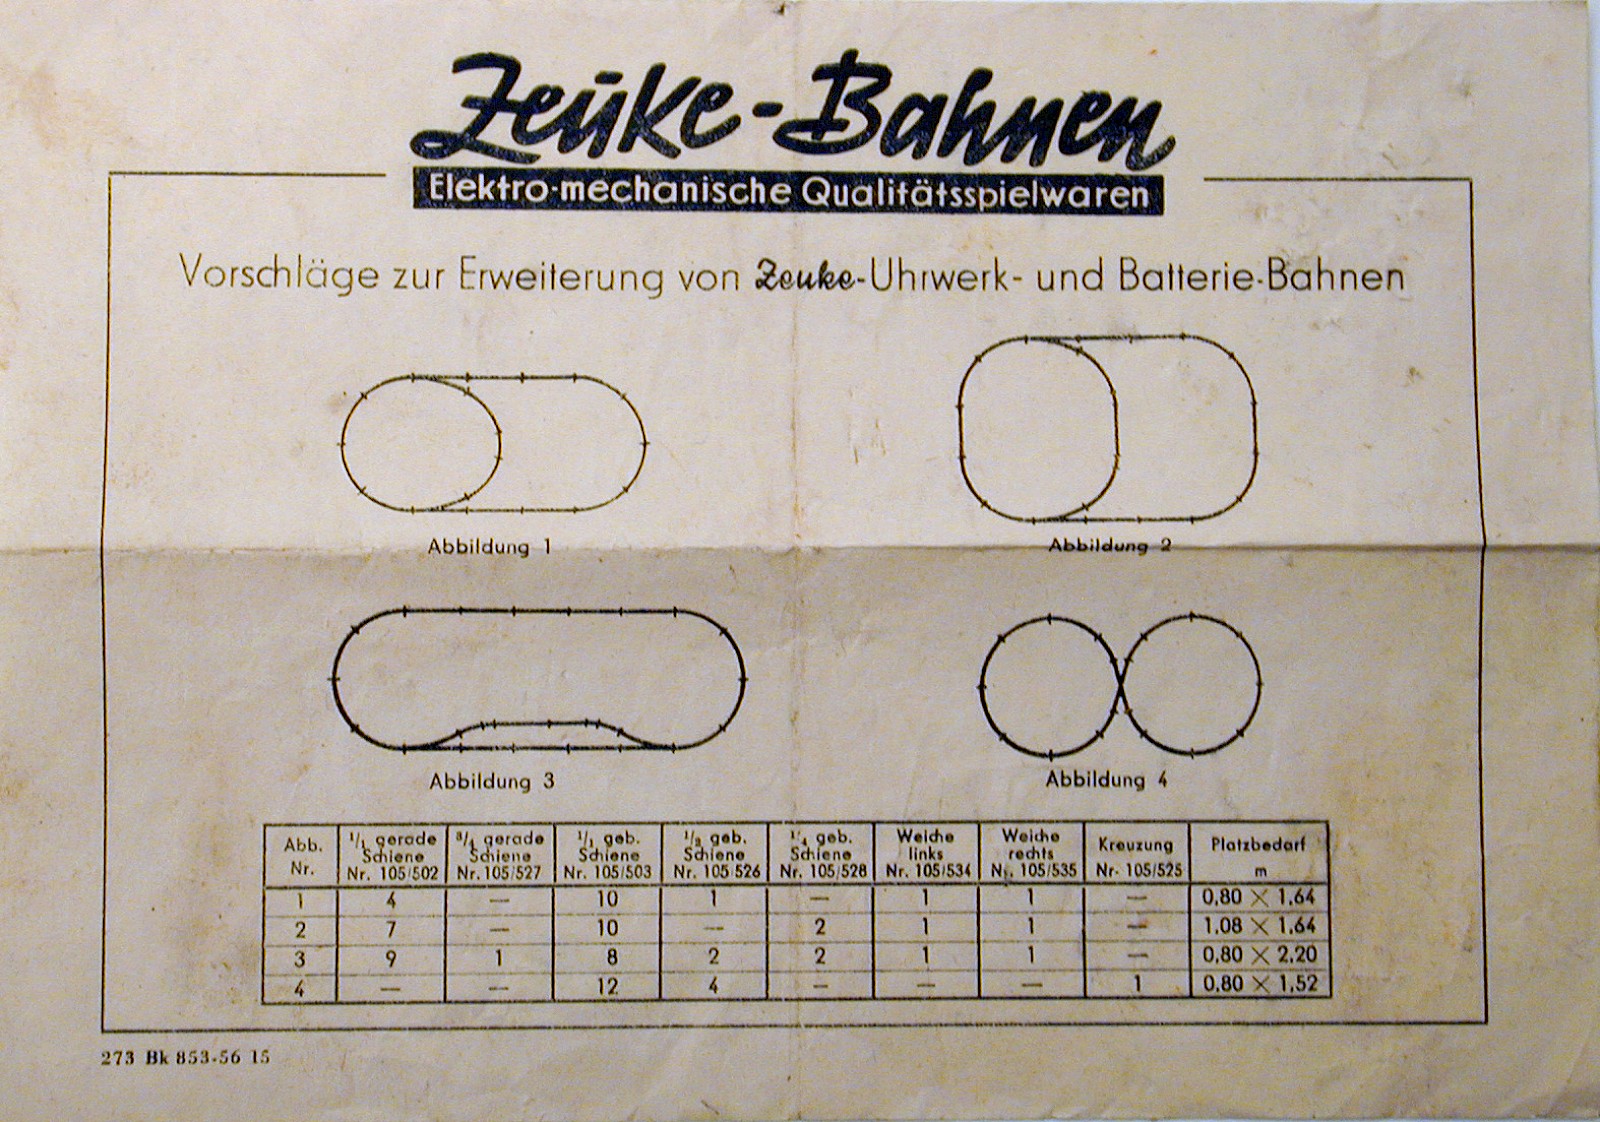 Zeuke-Bahnen
Elektro-mechanische Qualitätsspielwaren
Vorschläge zur Erweiterung von Zeuke-Uhrwerk- und Batterie-Bahnen
Abbildung 1
Abbildung 2
Abbildung 3
Abbildung 4
Abb. Nr. 1/1 gerade Schiene Nr. 105/502 3/4 gerade Schiene Nr. 105/527 1/1 geb. Schiene Nr. 105/503 1/2 geb. Schiene Nr. 105/526 1/4 geb. Schiene Nr. 105/528 Weiche links Nr. 105/534 Weiche rechts Nr. 105/535 Kreuzung Nr. 105/525 Platzbedarf m
1 4 — 10 1 — 1 1 — 0,80 × 1,64
2 7 — 10 — 2 1 1 — 1.08 × 1,64
3 9 1 8 2 2 1 1 — 0,80 × 2,20
4 — — 12 4 — — — 1 0,80 × 1,52
273 Bk 853-56 15